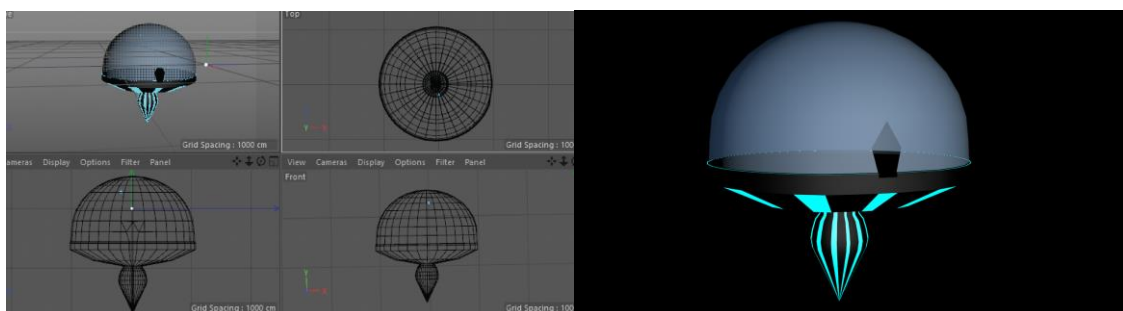 Top
Grid Spacing : 1000 cm
Grid Spacing : 100
ameras Display Options Filter Panel
View Cameras Display Options Filter Panel
Front
Grid Spacing : 1000 cm
Grid Spacing : 100
Y
X
Y
X